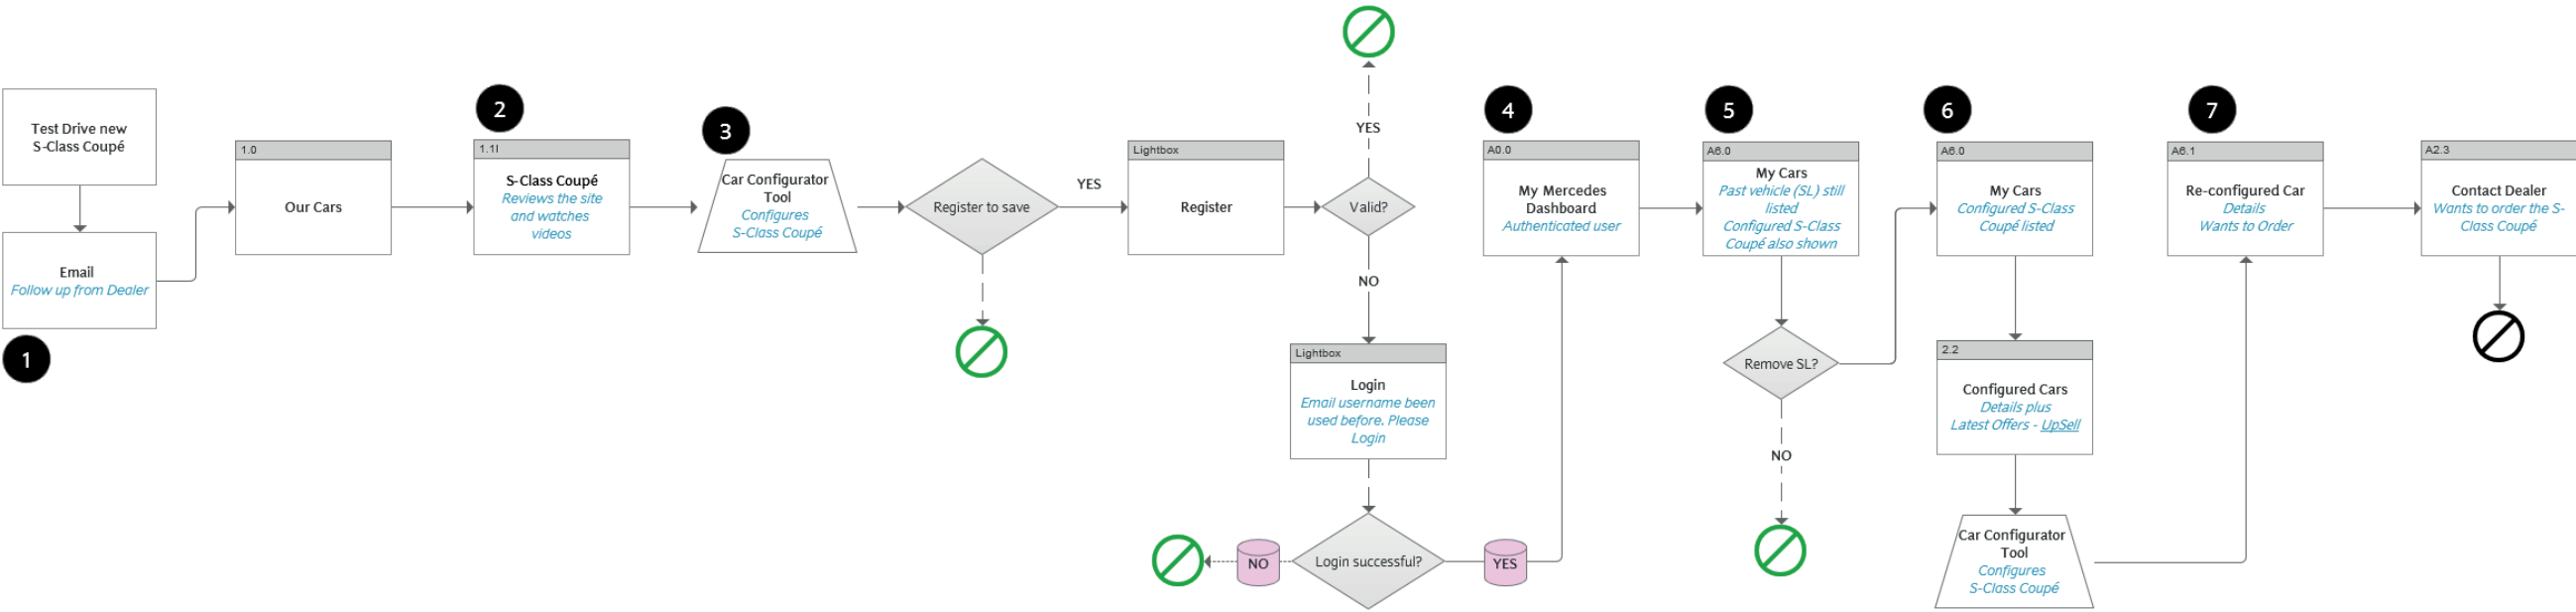 Test Drive new
S-Class Coupé
Email
Follow up from Dealer
1
1.0
Our Cars
2
1.1I
S-Class Coupé
Reviews the site
and watches
videos
3
Car Configurator
Tool
Configures
S-Class Coupé
Register to save
YES
Lightbox
Register
Valid?
YES
NO
Lightbox
Login
Email username been
used before. Please
Login
Login successful?
NO
YES
4
A0.0
My Mercedes
Dashboard
Authenticated user
5
A6.0
My Cars
Past vehicle (SL) still
listed
Configured S-Class
Coupé also shown
Remove SL?
NO
6
A6.0
My Cars
Configured S-Class
Coupé listed
2.2
Configured Cars
Details plus
Latest Offers - UpSell
Car Configurator
Tool
Configures
S-Class Coupé
7
A6.1
Re-configured Car
Details
Wants to Order
A2.3
Contact Dealer
Wants to order the S-
Class Coupé